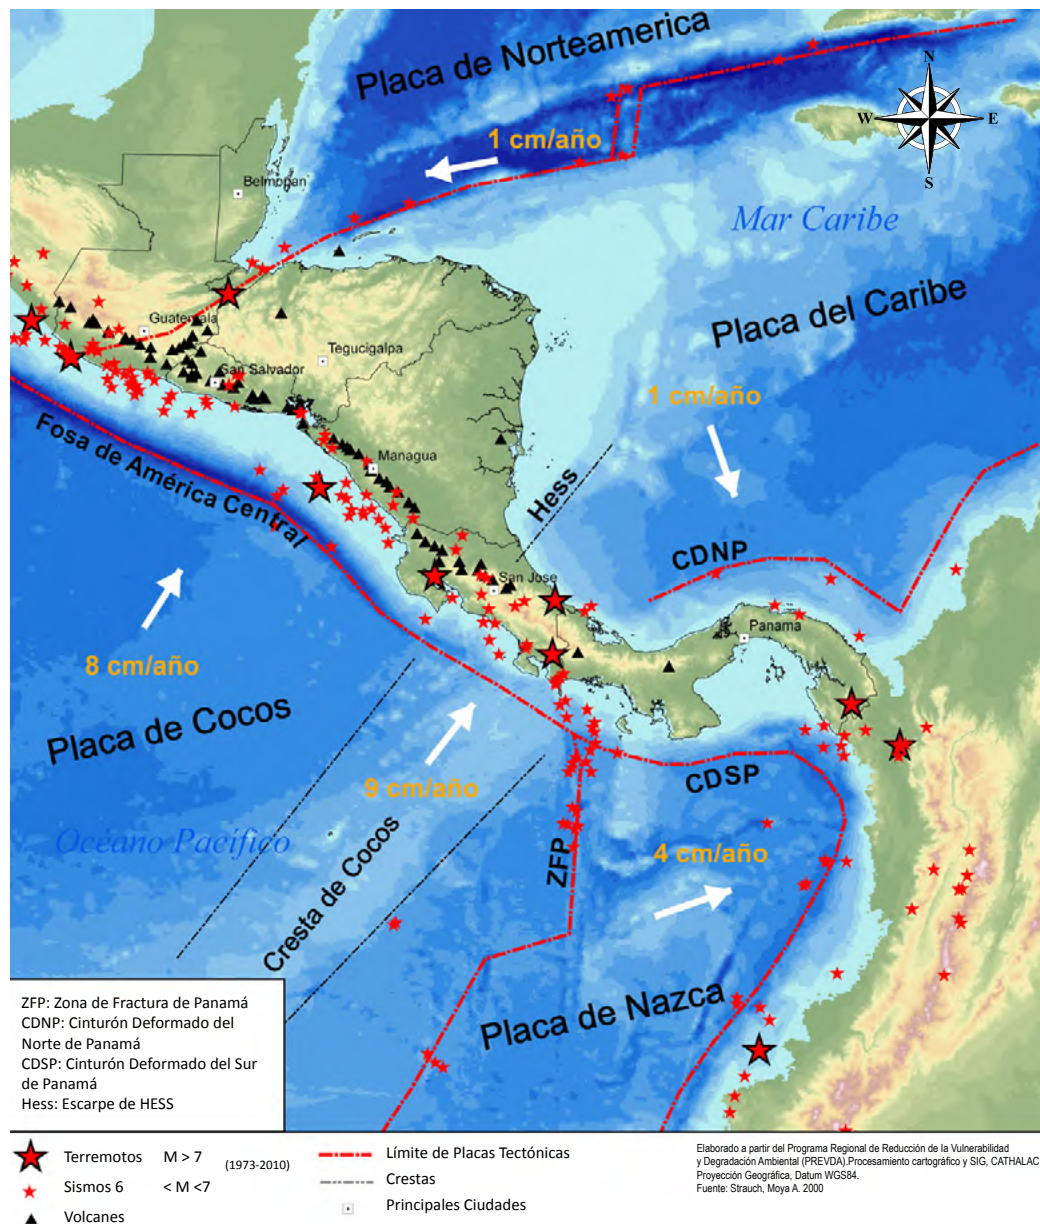 Placa de Norteamerica
N
W
E
S
1 cm/año
Belmopan
Mar Caribe
Placa del Caribe
Guatemala
Tegucigalpa
San Salvador
1 cm/año
Fosa de América Central
Managua
Hess
CDNP
San Jose
Panama
8 cm/año
Placa de Cocos
9 cm/año
CDSP
Océano Pacífico
Cresta de Cocos
ZFP
4 cm/año
Placa de Nazca
ZFP: Zona de Fractura de Panamá
CDNP: Cinturón Deformado del
Norte de Panamá
CDSP: Cinturón Deformado del Sur
de Panamá
Hess: Escarpe de HESS
Terremotos M > 7 (1973-2010)
Sismos 6 < M <7
Volcanes
Límite de Placas Tectónicas
Crestas
Principales Ciudades
Elaborado a partir del Programa Regional de Reducción de la Vulnerabilidad
y Degradación Ambiental (PREVDA).Procesamiento cartográfico y SIG, CATHALAC
Proyección Geográfica, Datum WGS84.
Fuente: Strauch, Moya A. 2000